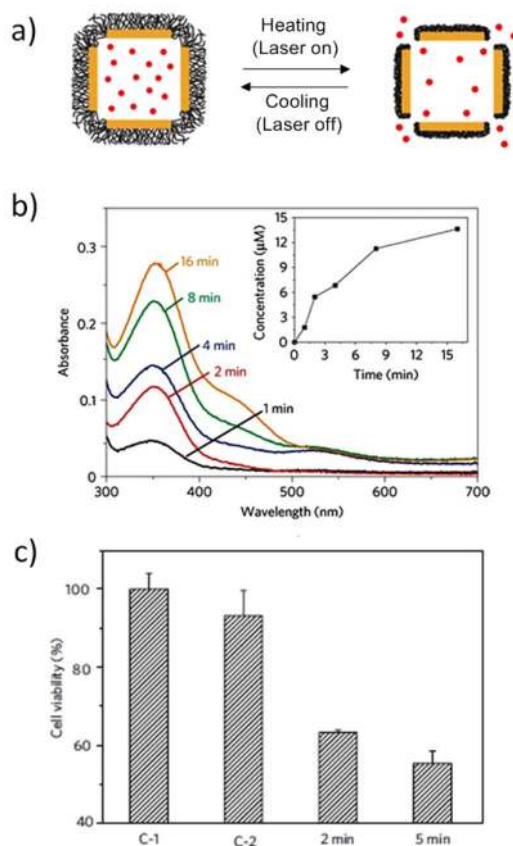 a)
Heating
(Laser on)
Cooling
(Laser off)
b)
0.3
0.2
0.1
0
Absorbance
16 min
8 min
4 min
2 min
1 min
300
400
500
600
700
Wavelength (nm)
15
12
9
6
3
0
Concentration (µM)
0
3
6
9
12
15
Time (min)
c)
100
80
60
40
Cell viability (%)
C-1
C-2
2 min
5 min